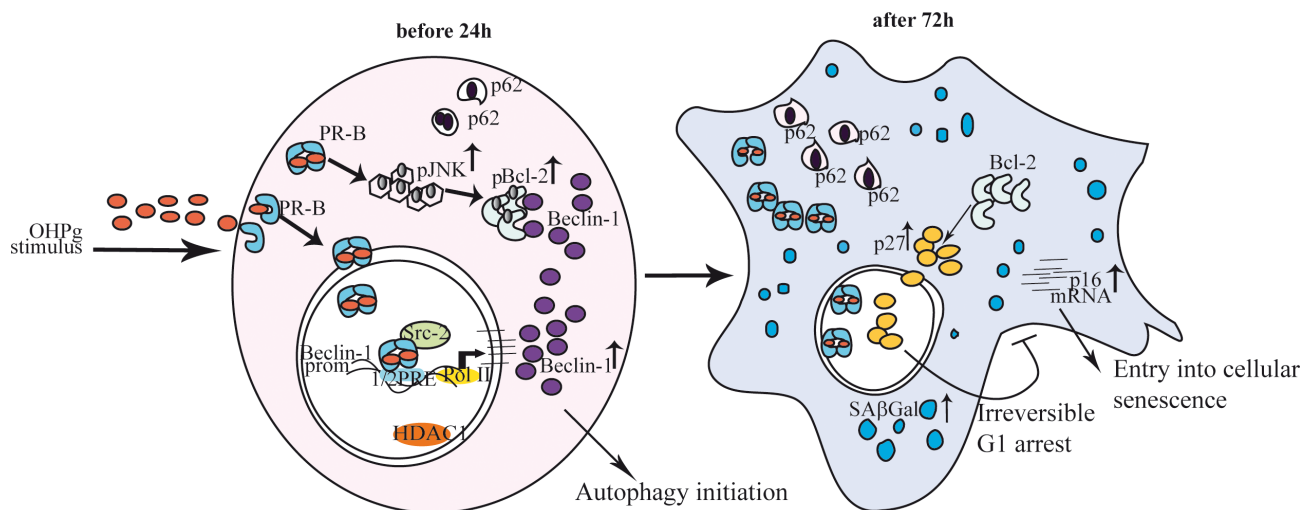 before 24h
after 72h
p62
p62
PR-B
pJNK
pBcl-2
Beclin-1
PR-B
OHPg
stimulus
Src-2
Beclin-1
prom
1/2PRE
Pol II
Beclin-1
HDAC1
Autophagy initiation
p62
p62
p62
p62
Bcl-2
p27
p16
mRNA
SAβGal
Irreversible
G1 arrest
Entry into cellular
senescence